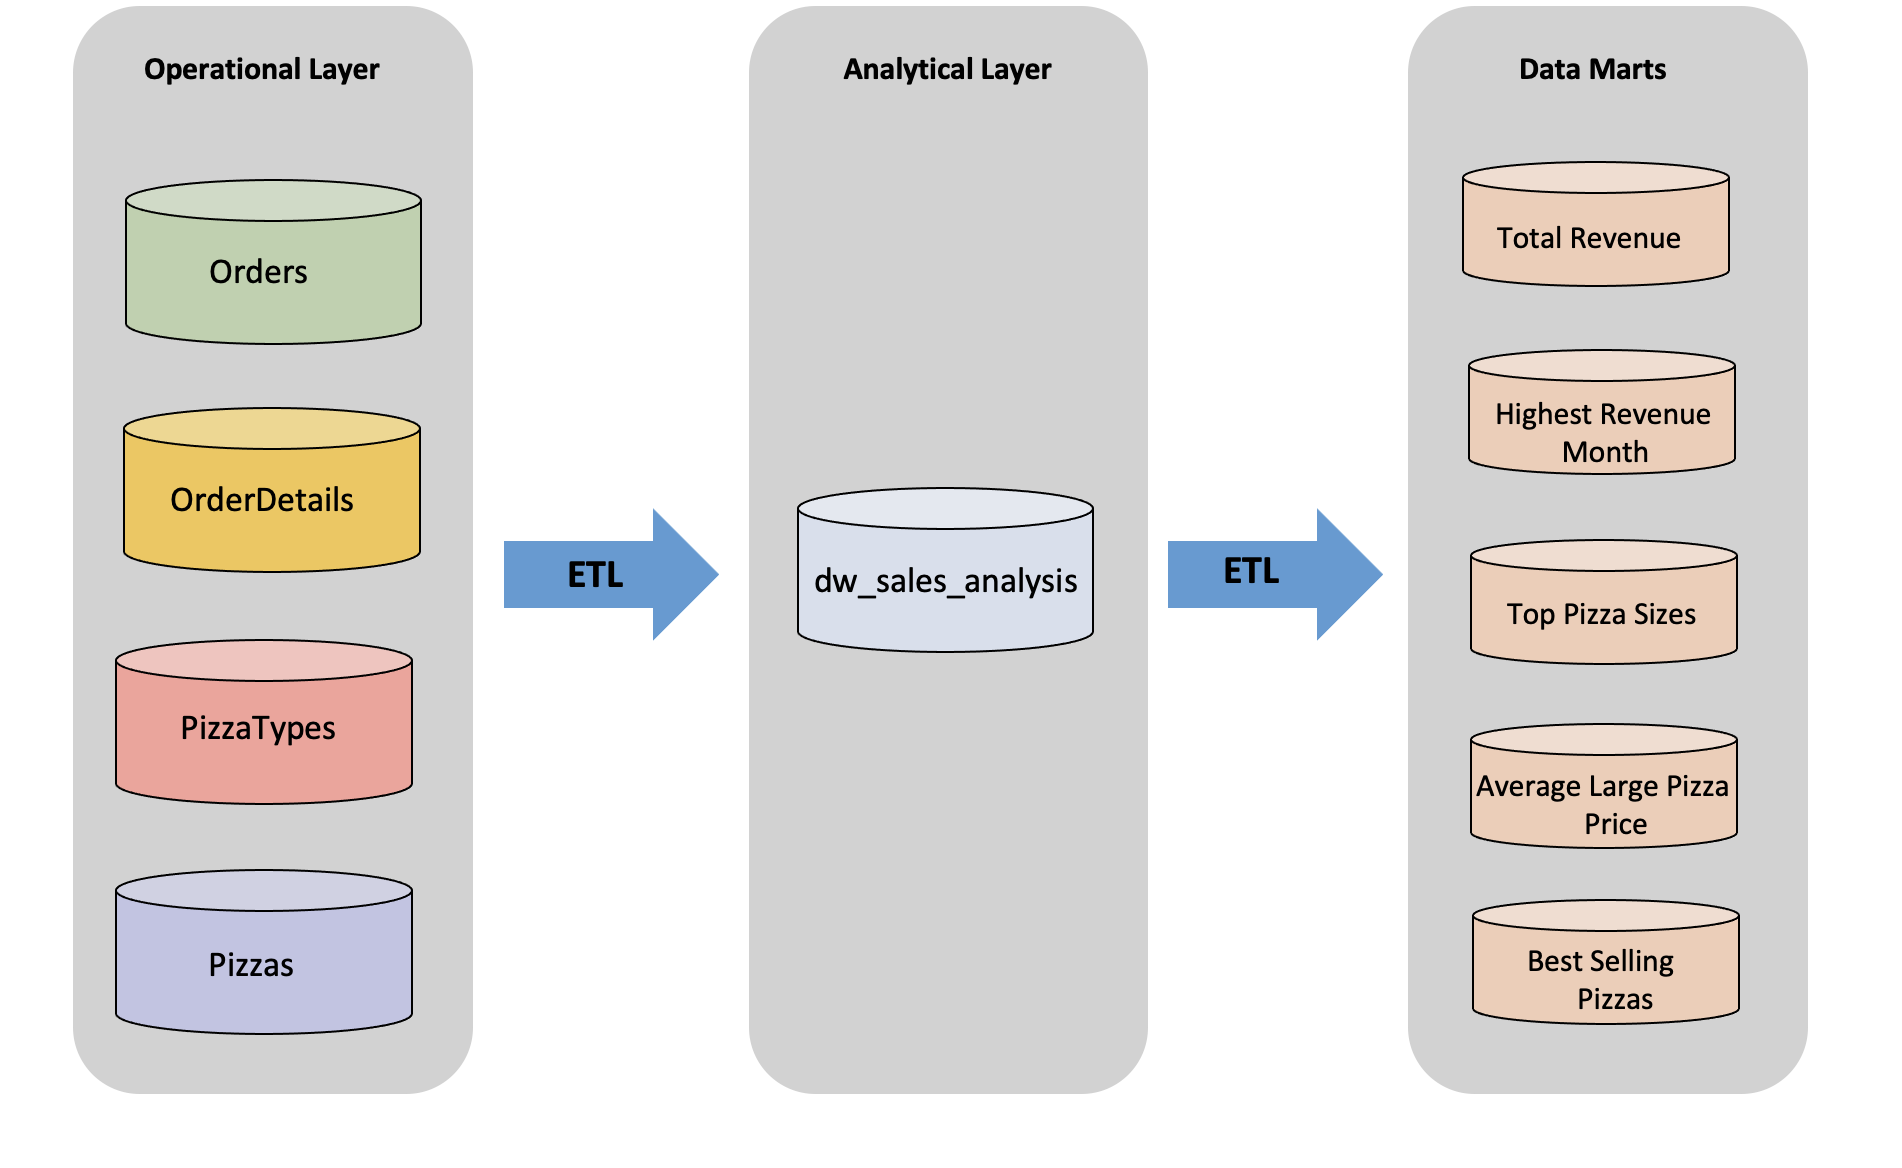 Operational Layer
Orders
OrderDetails
PizzaTypes
Pizzas
ETL
Analytical Layer
dw_sales_analysis
ETL
Data Marts
Total Revenue
Highest Revenue
Month
Top Pizza Sizes
Average Large Pizza
Price
Best Selling
Pizzas